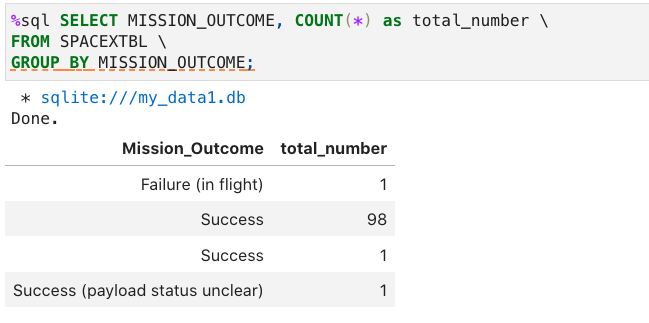 %sql SELECT MISSION_OUTCOME, COUNT(*) as total_number \
FROM SPACEXTBL \
GROUP BY MISSION_OUTCOME;
* sqlite:///my_data1.db
Done.
Mission_Outcome total_number
Failure (in flight) 1
Success 98
Success 1
Success (payload status unclear) 1